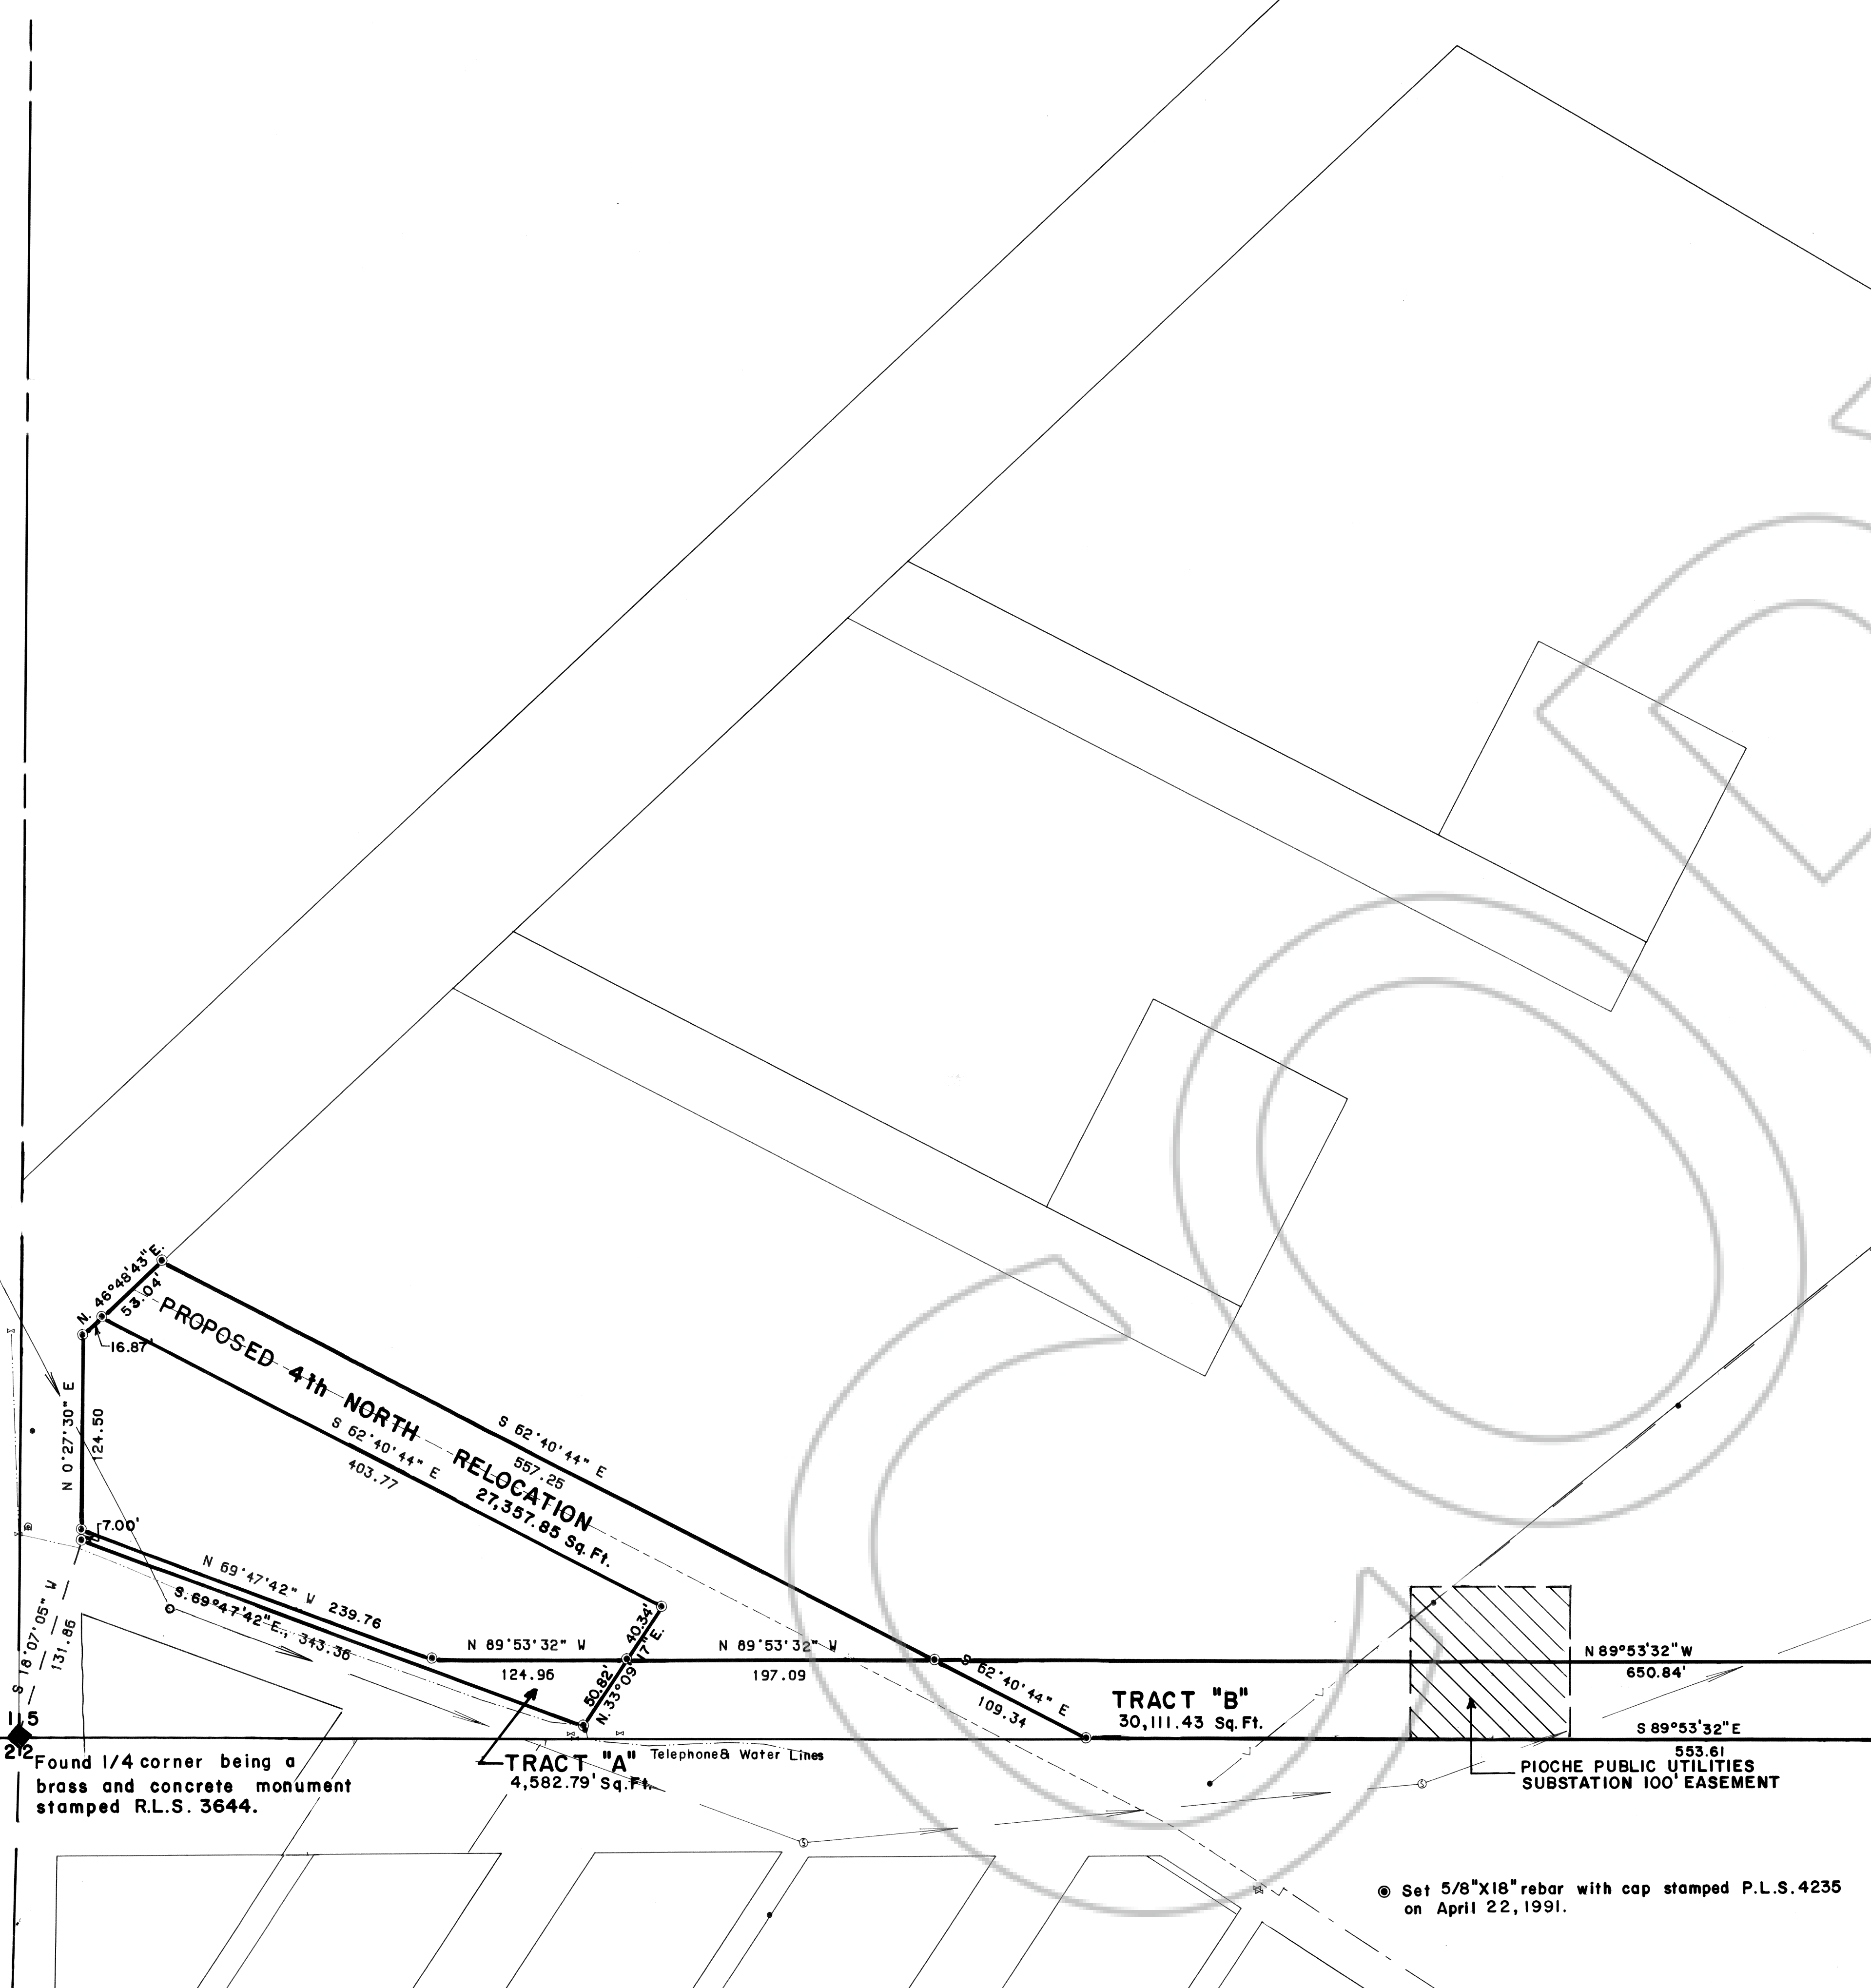 N. 46°48'43"E.
53.04'
16.87'
PROPOSED 4th NORTH RELOCATION
27,357.85 Sq. Ft.
S 62°40'44" E
557.25
S 62°40'44" E
403.77
N 0°27'30" E
124.50
7.00'
N 69°47'42" W 239.76
S. 69°47'42"E., 343.36
S 18°07'05" W
131.86
N 89°53'32" W
124.96
40.34'
50.82'
N. 33°09'17"E.
N 89°53'32" W
197.09
S 62°40'44" E
109.34
TRACT "B"
30,111.43 Sq. Ft.
N 89°53'32"W
650.84'
S 89°53'32"E
553.61
PIOCHE PUBLIC UTILITIES
SUBSTATION 100' EASEMENT
TRACT "A"
4,582.79' Sq. Ft.
Telephone & Water Lines
15
22
Found 1/4 corner being a
brass and concrete monument
stamped R.L.S. 3644.
Set 5/8"X18" rebar with cap stamped P.L.S. 4235
on April 22, 1991.